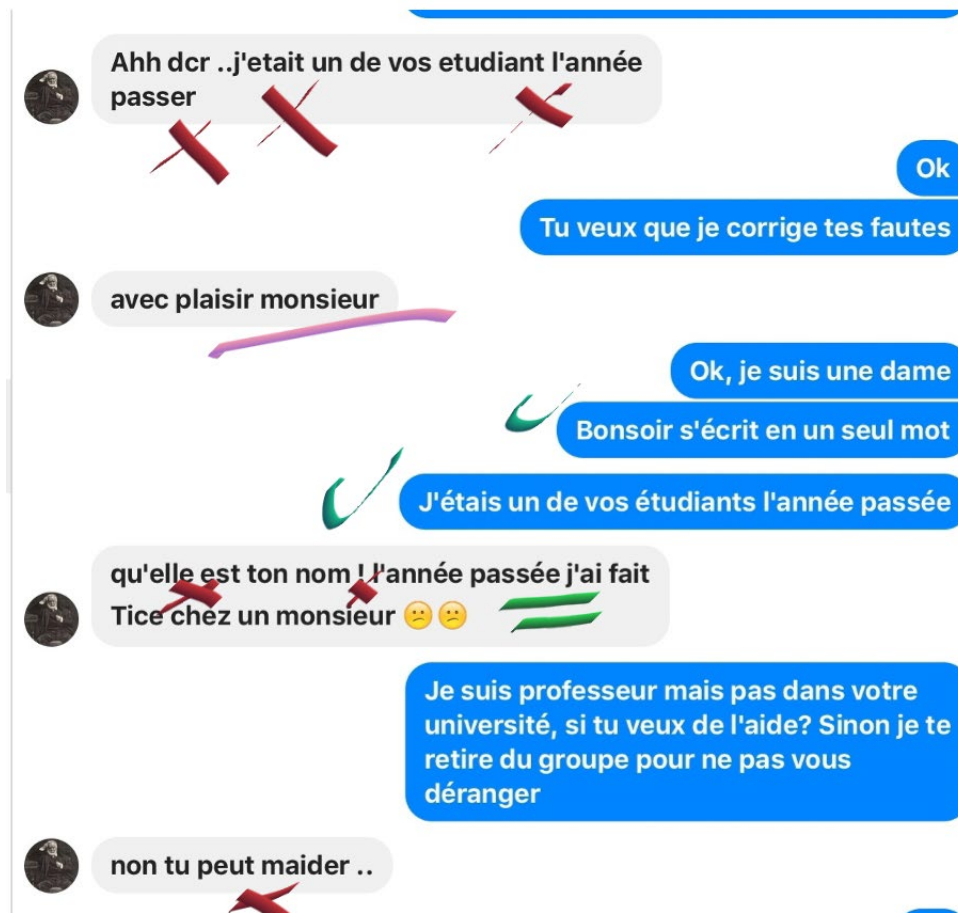 Ahh dcr ..j'etait un de vos etudiant l'année
passer
Ok
Tu veux que je corrige tes fautes
avec plaisir monsieur
Ok, je suis une dame
Bonsoir s'écrit en un seul mot
J'étais un de vos étudiants l'année passée
qu'elle est ton nom ! l'année passée j'ai fait
Tice chez un monsieur 😕😕
Je suis professeur mais pas dans votre
université, si tu veux de l'aide? Sinon je te
retire du groupe pour ne pas vous
déranger
non tu peut maider ..